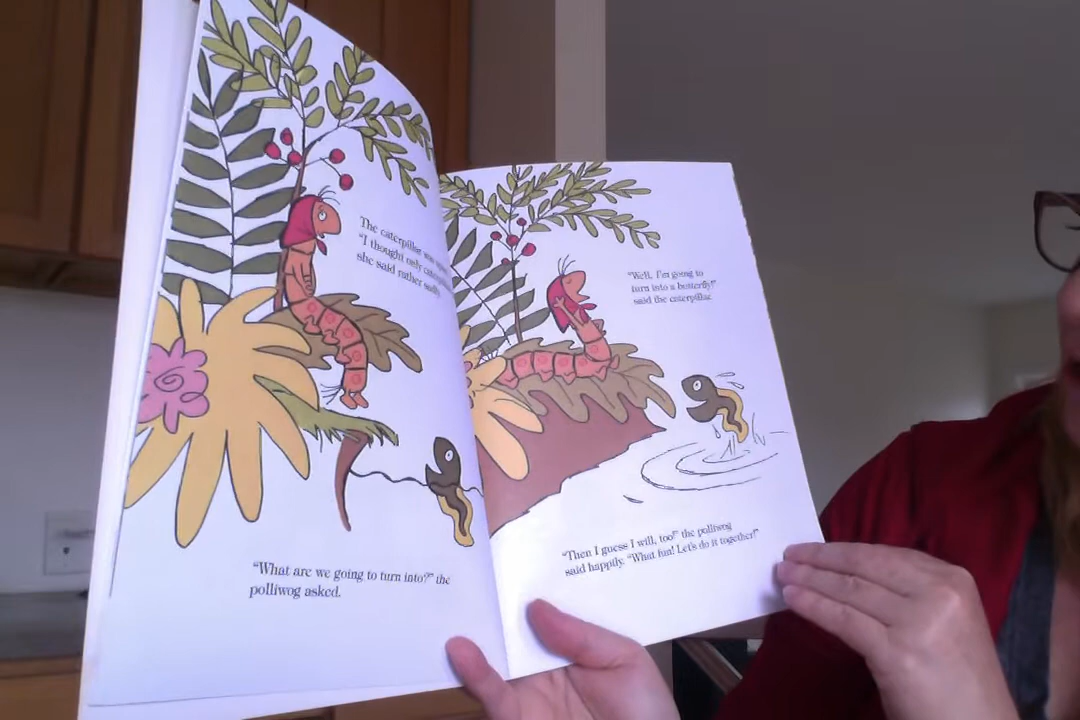 The caterpillar was
"I thought only
she said rather sadly.
"What are we going to turn into?" the
polliwog asked.
"Well, I'm going to
turn into a butterfly!"
said the caterpillar.
"Then I guess I will, too!" the polliwog
said happily. "What fun! Let's do it together!"